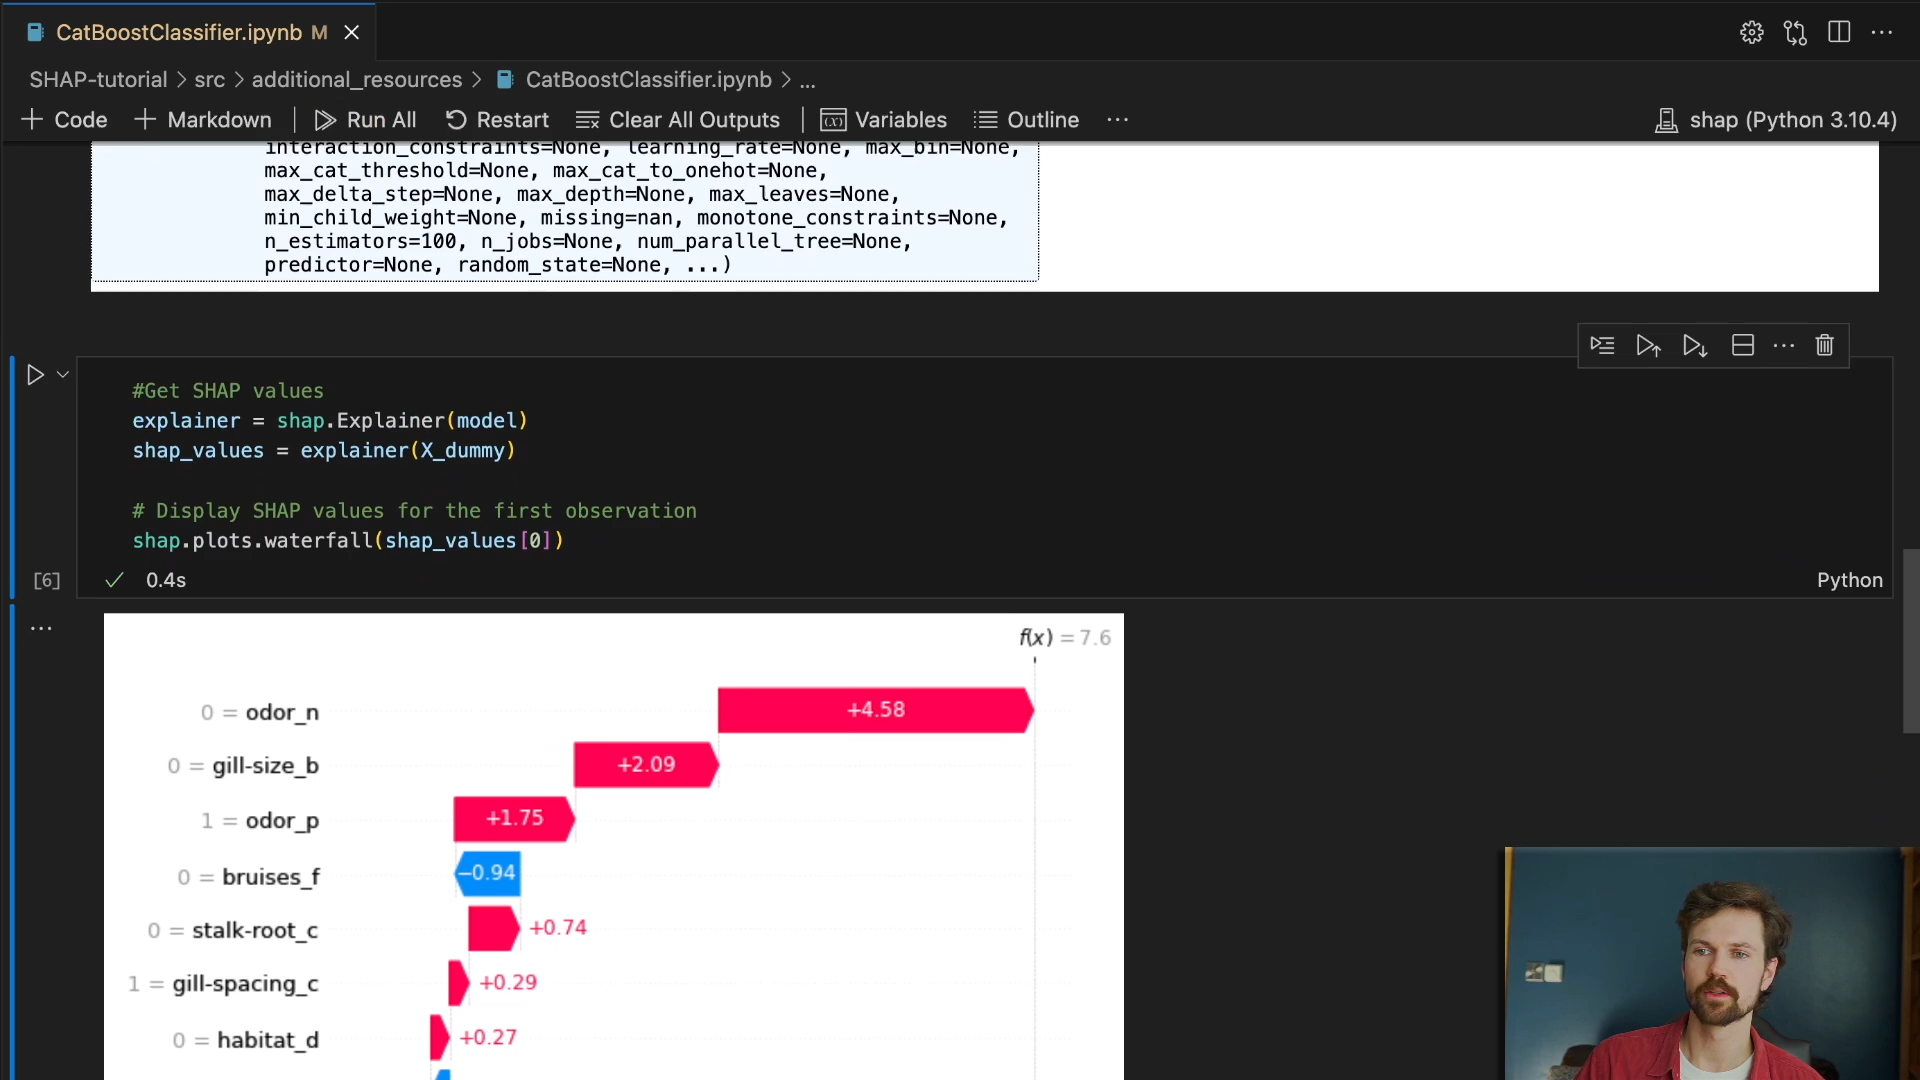 CatBoostClassifier.ipynb M
SHAP-tutorial > src > additional_resources > CatBoostClassifier.ipynb > ...
+ Code + Markdown | Run All Restart Clear All Outputs | (x) Variables Outline ... shap (Python 3.10.4)
interaction_constraints=None, learning_rate=None, max_bin=None,
max_cat_threshold=None, max_cat_to_onehot=None,
max_delta_step=None, max_depth=None, max_leaves=None,
min_child_weight=None, missing=nan, monotone_constraints=None,
n_estimators=100, n_jobs=None, num_parallel_tree=None,
predictor=None, random_state=None, ...)
#Get SHAP values
explainer = shap.Explainer(model)
shap_values = explainer(X_dummy)
# Display SHAP values for the first observation
shap.plots.waterfall(shap_values[0])
[6] 0.4s Python
f(x) = 7.6
0 = odor_n +4.58
0 = gill-size_b +2.09
1 = odor_p +1.75
0 = bruises_f −0.94
0 = stalk-root_c +0.74
1 = gill-spacing_c +0.29
0 = habitat_d +0.27